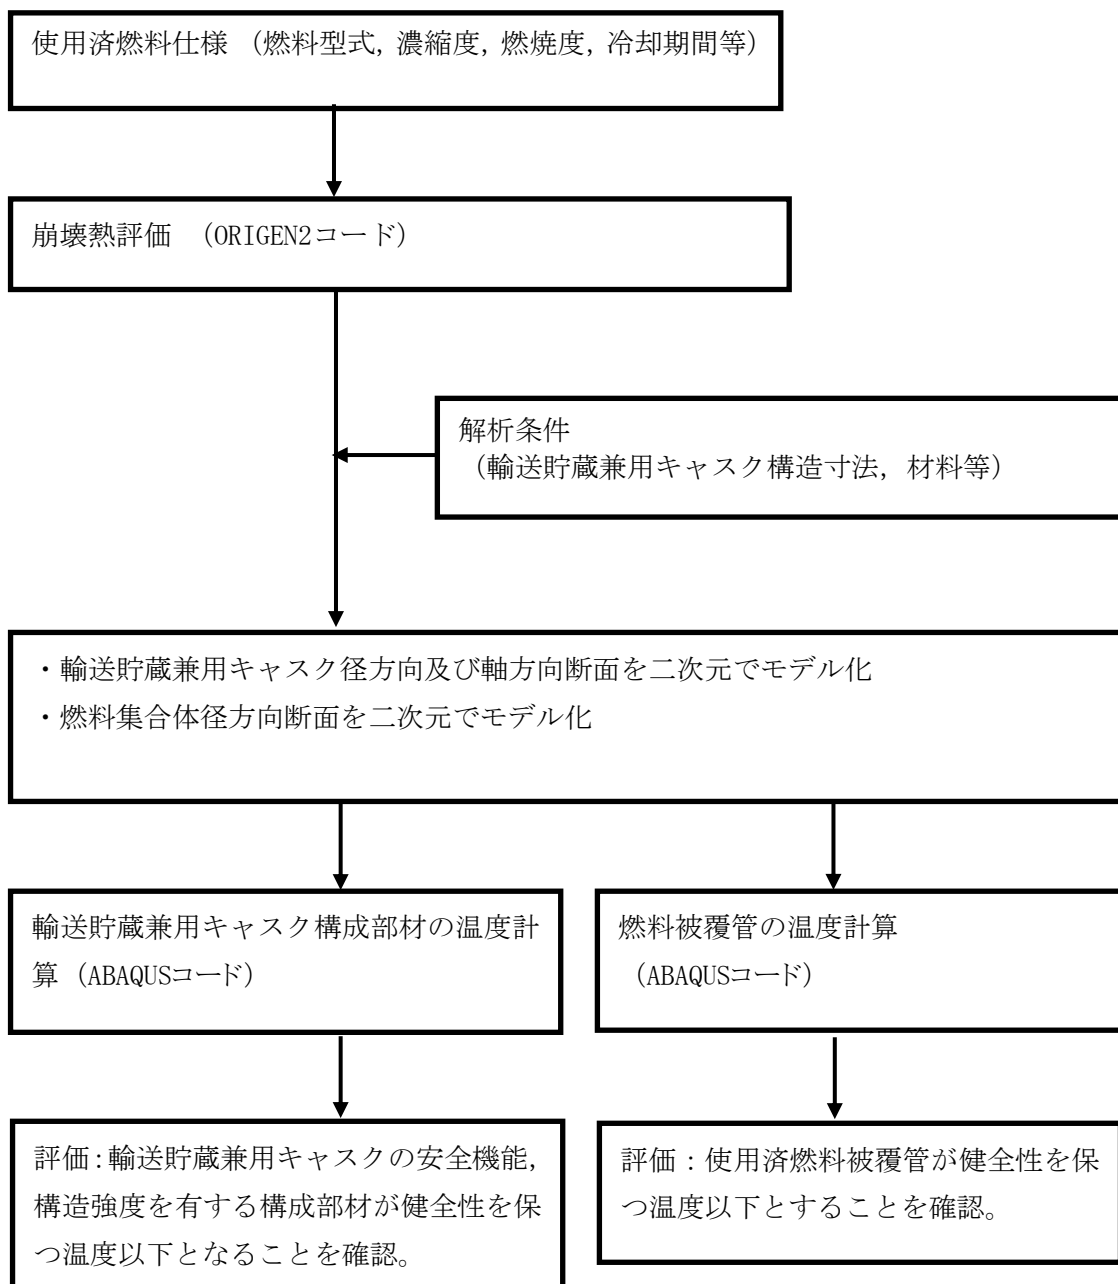 使用済燃料仕様 (燃料型式, 濃縮度, 燃焼度, 冷却期間等)
崩壊熱評価 (ORIGEN2コード)
解析条件
(輸送貯蔵兼用キャスク構造寸法, 材料等)
・輸送貯蔵兼用キャスク径方向及び軸方向断面を二次元でモデル化
・燃料集合体径方向断面を二次元でモデル化
輸送貯蔵兼用キャスク構成部材の温度計
算 (ABAQUSコード)
燃料被覆管の温度計算
(ABAQUSコード)
評価:輸送貯蔵兼用キャスクの安全機能,
構造強度を有する構成部材が健全性を保
つ温度以下となることを確認。
評価:使用済燃料被覆管が健全性を保
つ温度以下とすることを確認。